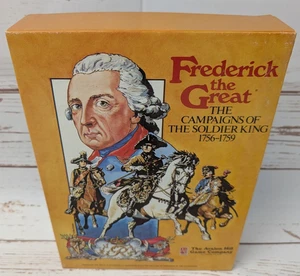 Frederick
the
Great
THE
CAMPAIGNS OF
THE SOLDIER KING
1756-1759
The Avalon Hill
Game Company